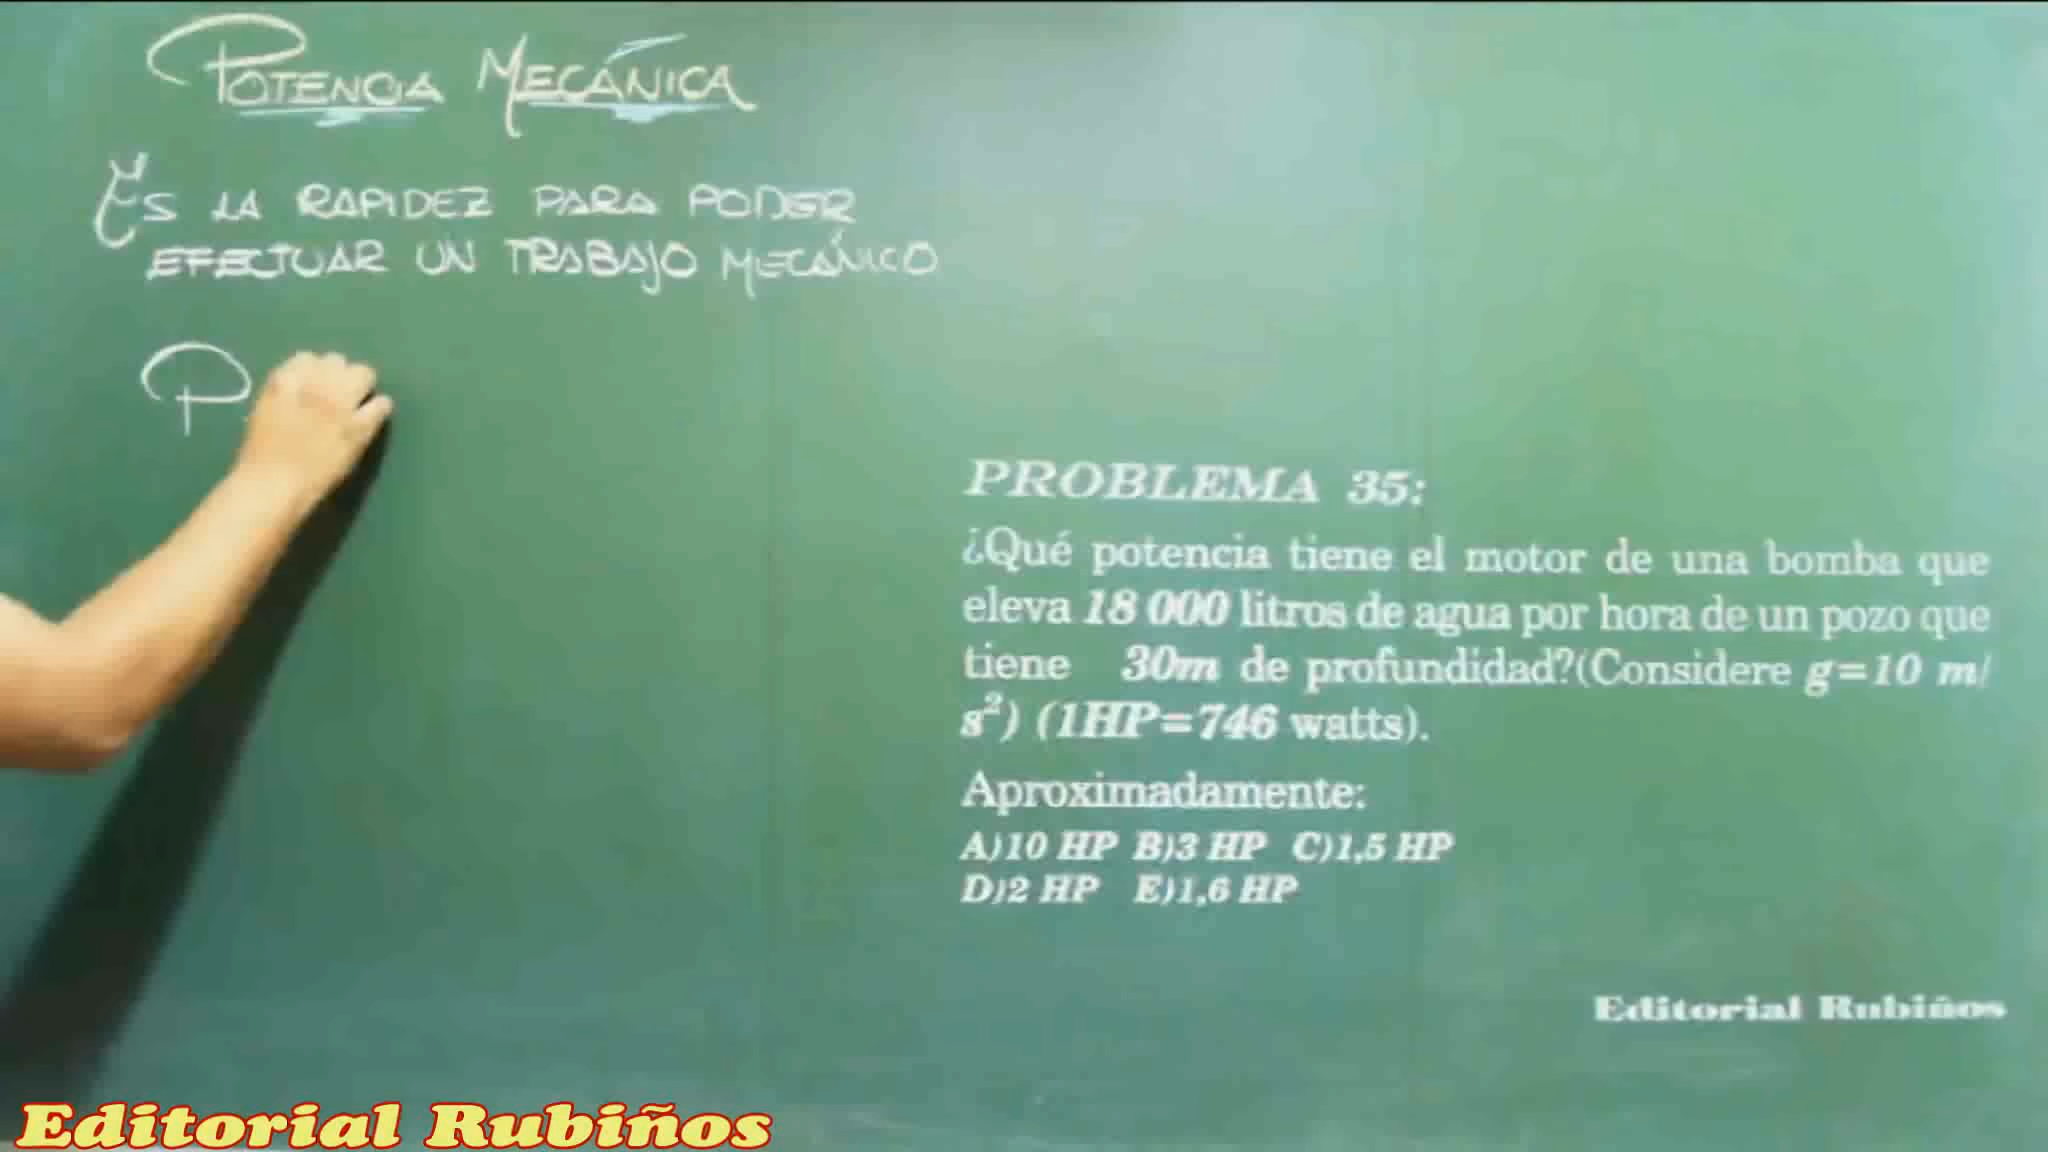 POTENCIA MECÁNICA
ES LA RAPIDEZ PARA PODER
EFECTUAR UN TRABAJO MECÁNICO
P
PROBLEMA 35:
¿Qué potencia tiene el motor de una bomba que
eleva 18 000 litros de agua por hora de un pozo que
tiene 30m de profundidad?(Considere g=10 m/
s²) (1HP=746 watts).
Aproximadamente:
A)10 HP B)3 HP C)1,5 HP
D)2 HP E)1,6 HP
Editorial Rubiños
Editorial Rubiños